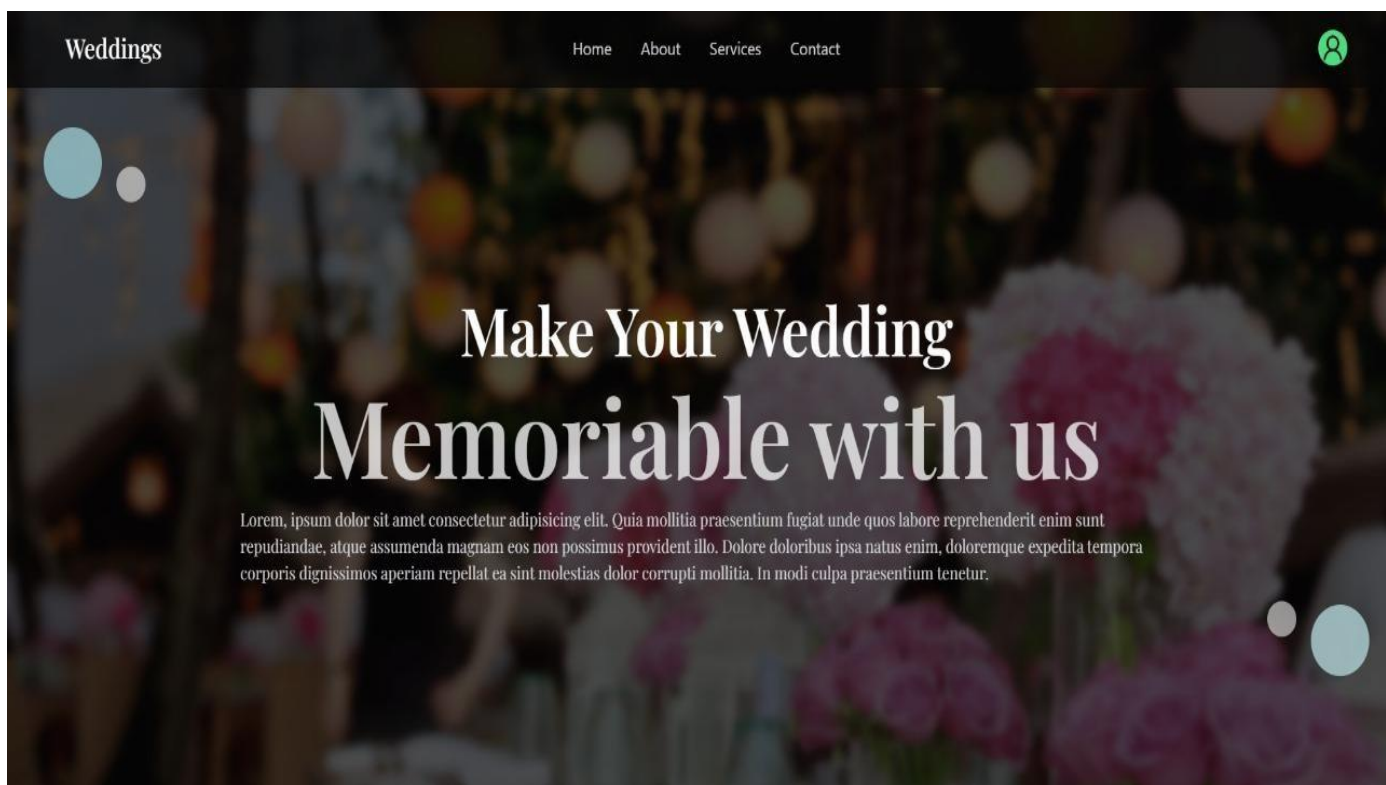 Weddings
Home About Services Contact
Make Your Wedding
Memoriable with us
Lorem, ipsum dolor sit amet consectetur adipisicing elit. Quia mollitia praesentium fugiat unde quos labore reprehenderit enim sunt
repudiandae, atque assumenda magnam eos non possimus provident illo. Dolore doloribus ipsa natus enim, doloremque expedita tempora
corporis dignissimos aperiam repellat ea sint molestias dolor corrupti mollitia. In modi culpa praesentium tenetur.